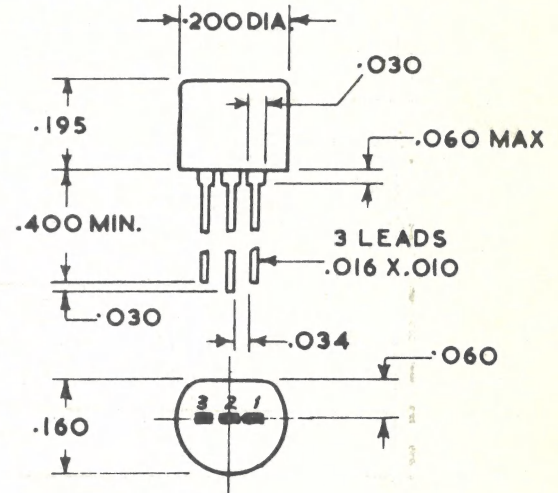 .200 DIA.
.030
.195
.060 MAX
.400 MIN.
3 LEADS
.016 X.010
.030
.034
.060
3 2 1
.160